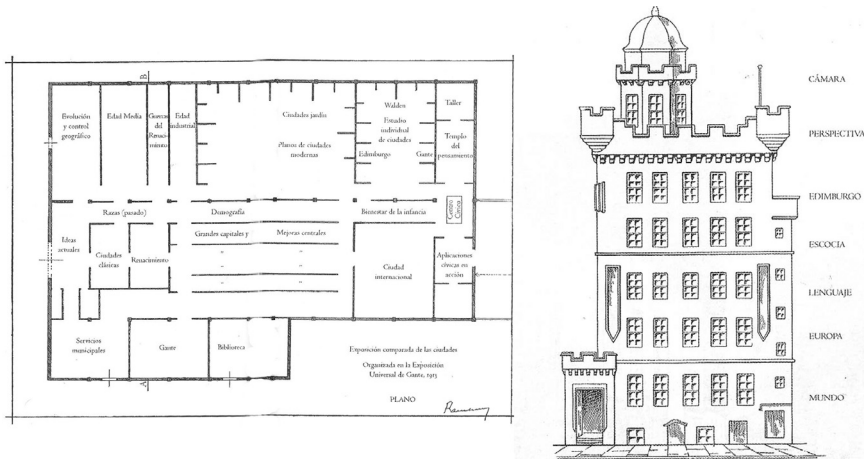 B
Evolución
y control
geográfico
Edad Media
Guerras
del
Renaci-
miento
Edad
industrial
Ciudades jardín
Planos de ciudades
modernas
Walden
Estudio
individual
de ciudades
Edimburgo
Gante
Taller
Templo
del
pensamiento
Razas (pasado)
Demografía
Bienestar de la infancia
Centro
Cívico
Ideas
actuales
Ciudades
clásicas
Renacimiento
Grandes capitales y
Mejoras centrales
Ciudad
internacional
Aplicaciones
cívicas en
acción
Servicios
municipales
Gante
Biblioteca
A
Exposición comparada de las ciudades
Organizada en la Exposición
Universal de Gante, 1913
PLANO
CÁMARA
PERSPECTIVA
EDIMBURGO
ESCOCIA
LENGUAJE
EUROPA
MUNDO